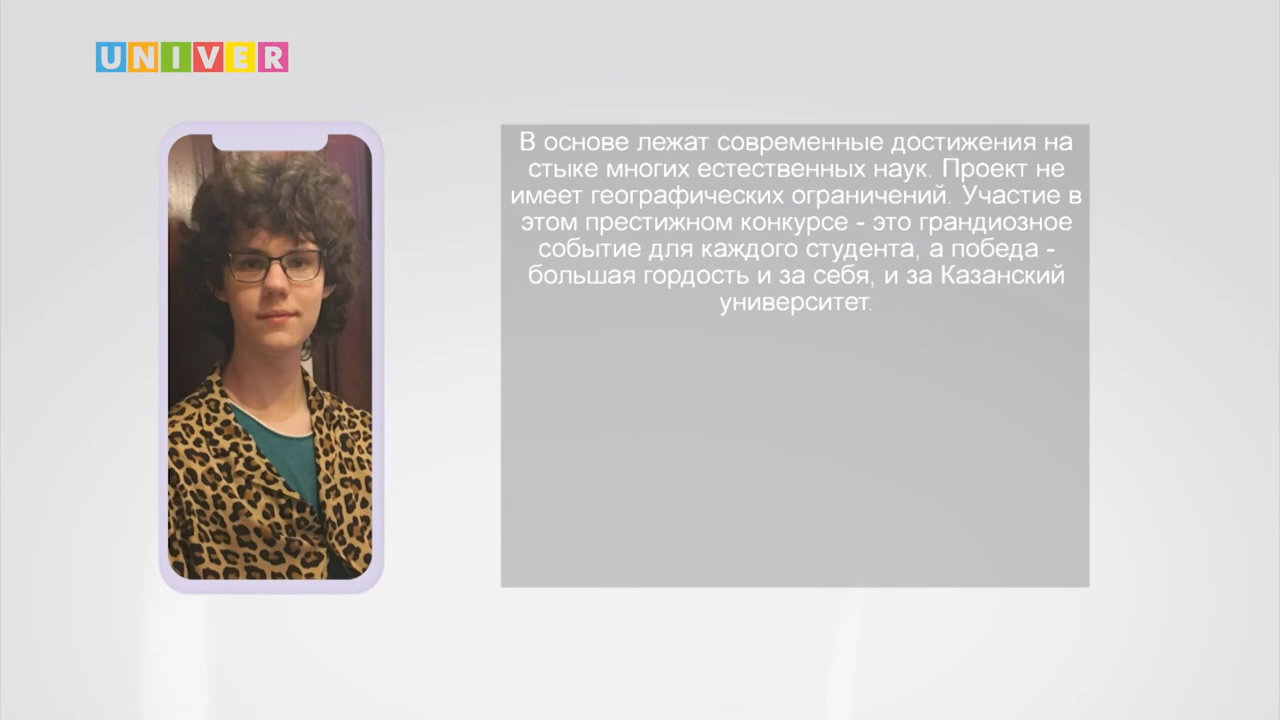 UNIVER
В основе лежат современные достижения на
стыке многих естественных наук. Проект не
имеет географических ограничений. Участие в
этом престижном конкурсе - это грандиозное
событие для каждого студента, а победа -
большая гордость и за себя, и за Казанский
университет.